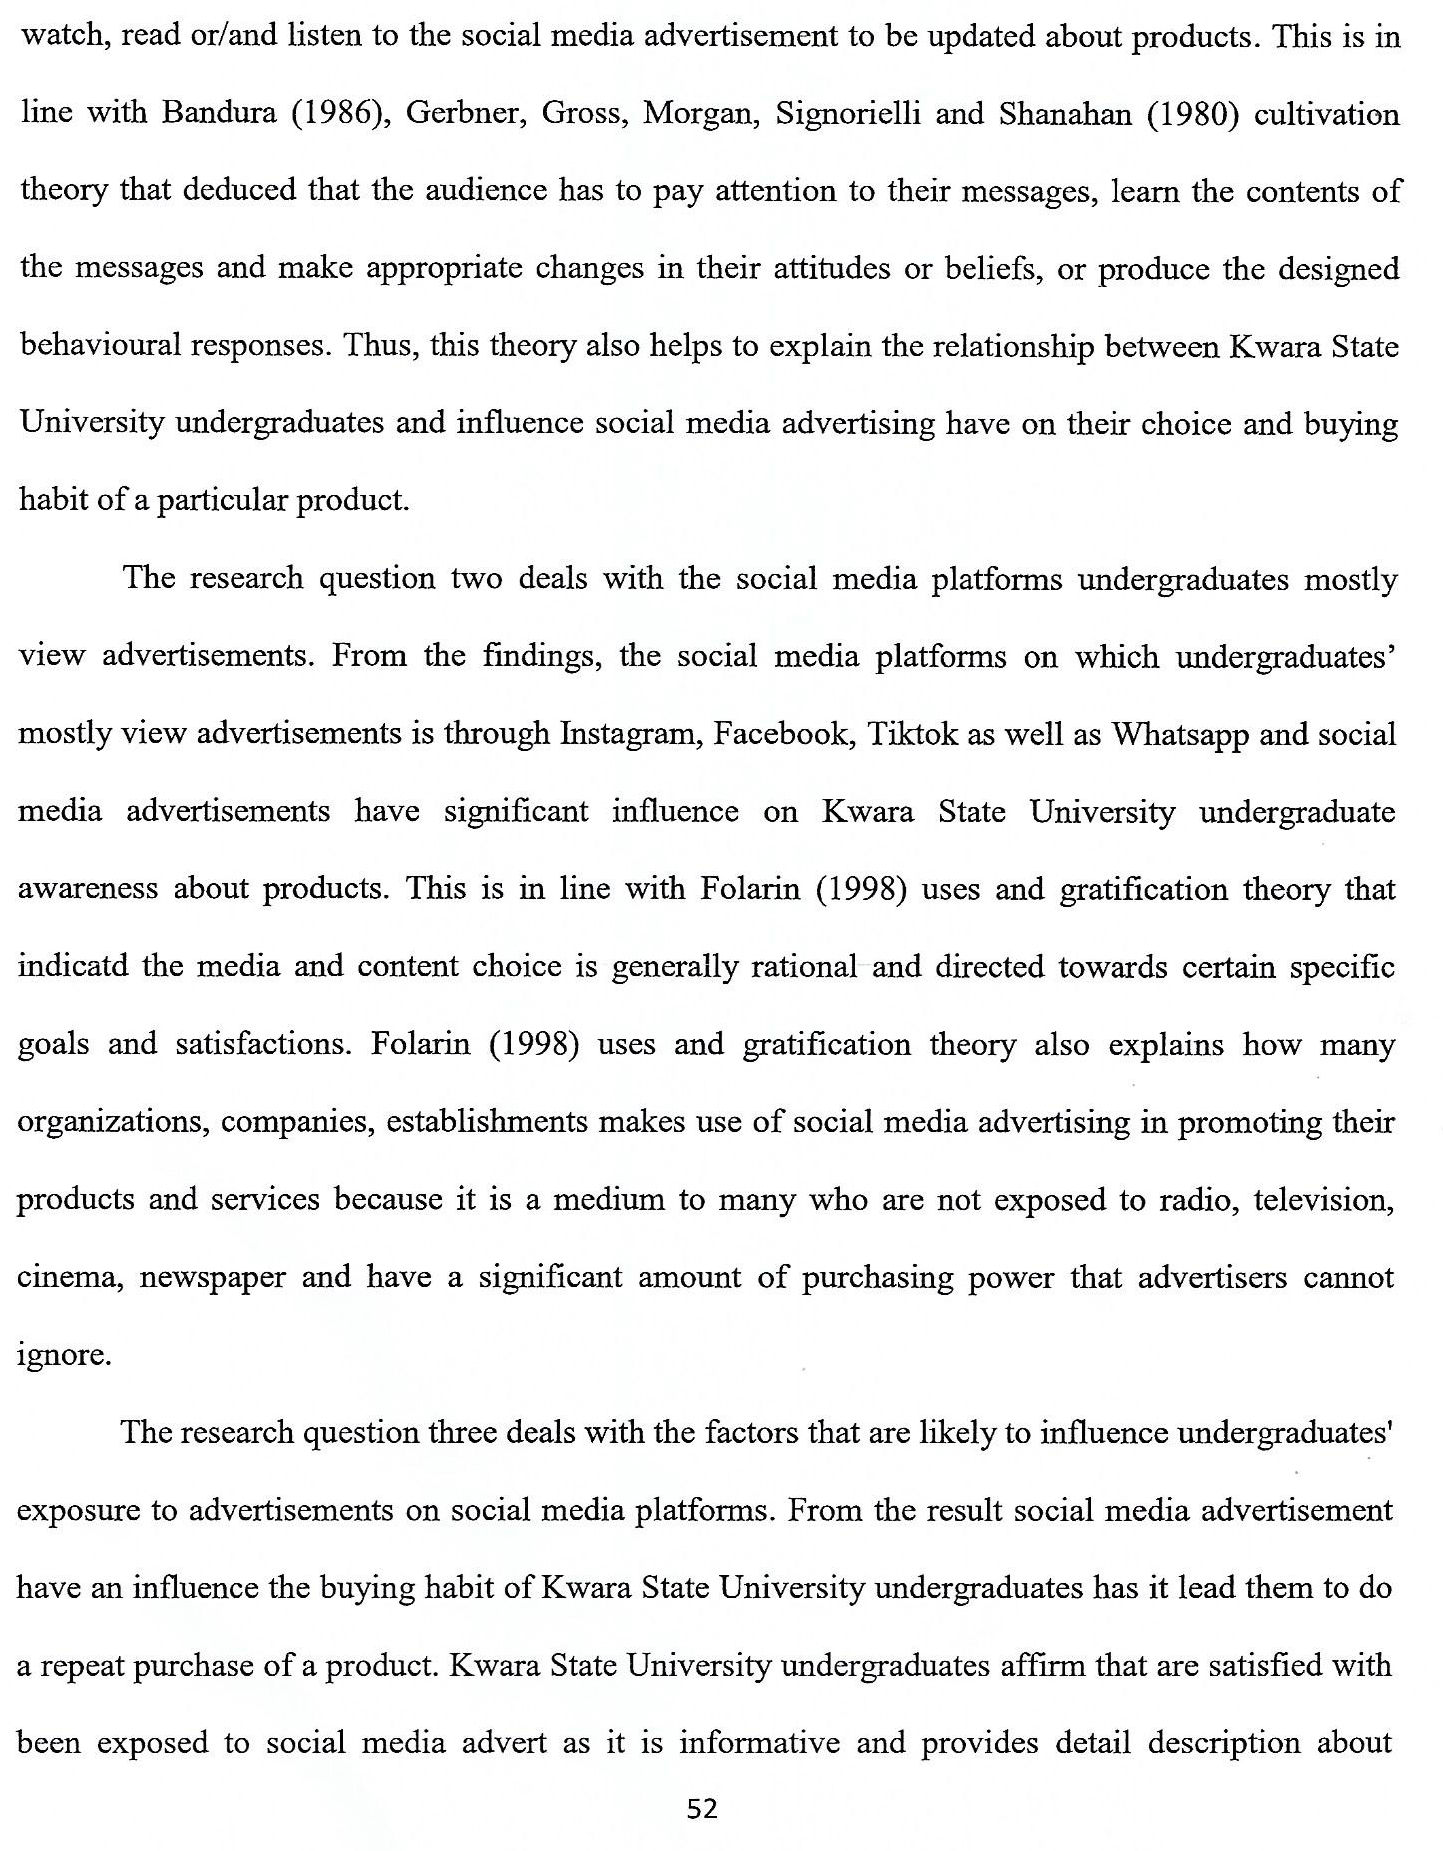 watch, read or/and listen to the social media advertisement to be updated about products. This is in
line with Bandura (1986), Gerbner, Gross, Morgan, Signorielli and Shanahan (1980) cultivation
theory that deduced that the audience has to pay attention to their messages, learn the contents of
the messages and make appropriate changes in their attitudes or beliefs, or produce the designed
behavioural responses. Thus, this theory also helps to explain the relationship between Kwara State
University undergraduates and influence social media advertising have on their choice and buying
habit of a particular product.
The research question two deals with the social media platforms undergraduates mostly
view advertisements. From the findings, the social media platforms on which undergraduates’
mostly view advertisements is through Instagram, Facebook, Tiktok as well as Whatsapp and social
media advertisements have significant influence on Kwara State University undergraduate
awareness about products. This is in line with Folarin (1998) uses and gratification theory that
indicatd the media and content choice is generally rational and directed towards certain specific
goals and satisfactions. Folarin (1998) uses and gratification theory also explains how many
organizations, companies, establishments makes use of social media advertising in promoting their
products and services because it is a medium to many who are not exposed to radio, television,
cinema, newspaper and have a significant amount of purchasing power that advertisers cannot
ignore.
The research question three deals with the factors that are likely to influence undergraduates'
exposure to advertisements on social media platforms. From the result social media advertisement
have an influence the buying habit of Kwara State University undergraduates has it lead them to do
a repeat purchase of a product. Kwara State University undergraduates affirm that are satisfied with
been exposed to social media advert as it is informative and provides detail description about
52